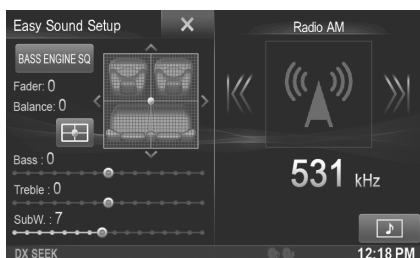 Easy Sound Setup
BASS ENGINE SQ
Fader: 0
Balance: 0
Bass : 0
Treble : 0
SubW. : 7
DX SEEK
Radio AM
531 kHz
12:18 PM